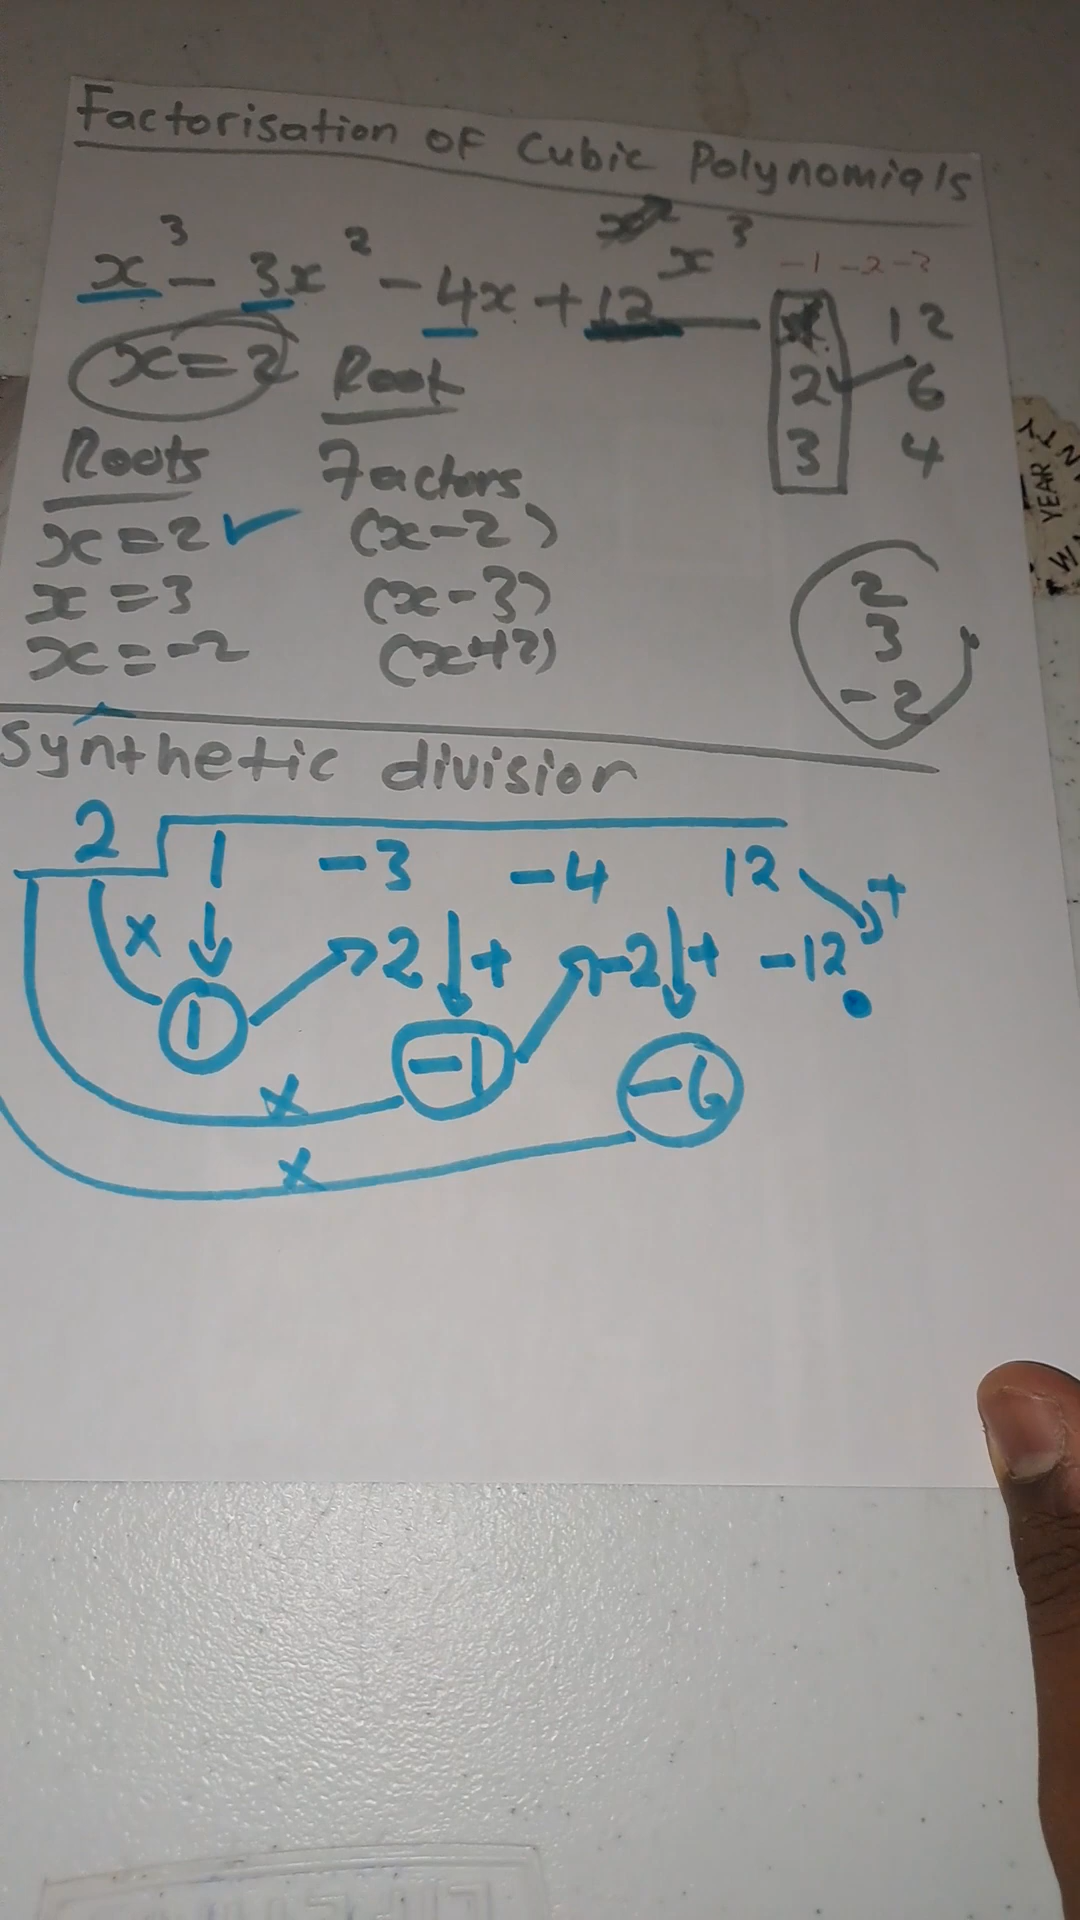 Factorisation of Cubic Polynomials
x³ - 3x² - 4x + 12
x³
-1 -2 -3
12
2 6
3 4
x = 2
Root
Roots Factors
x = 2 ✓ (x-2)
x = 3 (x-3)
x = -2 (x+2)
2
3
-2
Synthetic division
2 1 -3 -4 12 +
x 2 + -2 + -12
1 -1 -6
x
x
YEAR